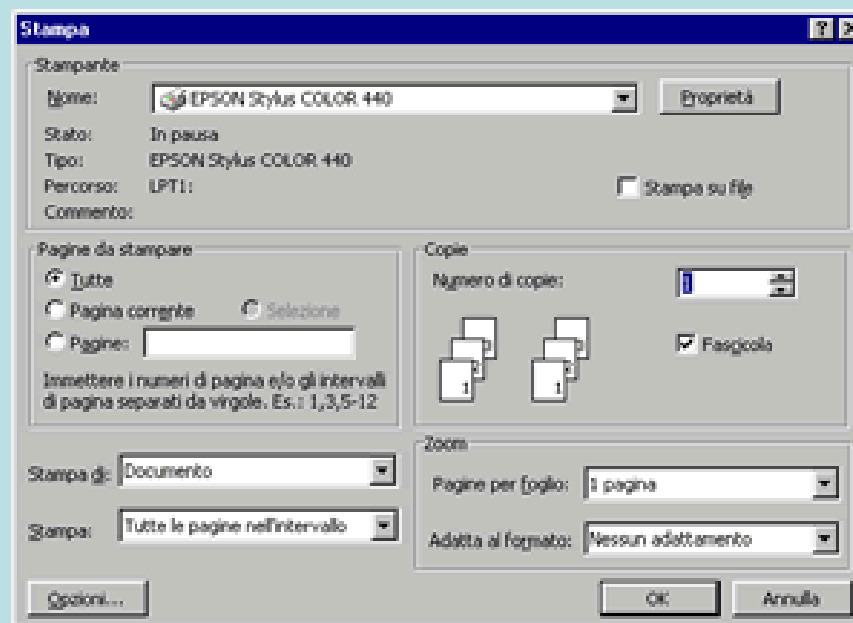 Stampa
Stampante
Nome: EPSON Stylus COLOR 440 Proprietà
Stato: In pausa
Tipo: EPSON Stylus COLOR 440
Percorso: LPT1: Stampa su file
Commento:
Pagine da stampare
Tutte
Pagina corrente Selezione
Pagine:
Immettere i numeri di pagina e/o gli intervalli
di pagina separati da virgole. Es.: 1,3,5-12
Copie
Numero di copie: 1
1 1 Fascicola
Stampa di: Documento
Stampa: Tutte le pagine nell'intervallo
Zoom
Pagine per foglio: 1 pagina
Adatta al formato: Nessun adattamento
Opzioni... OK Annulla